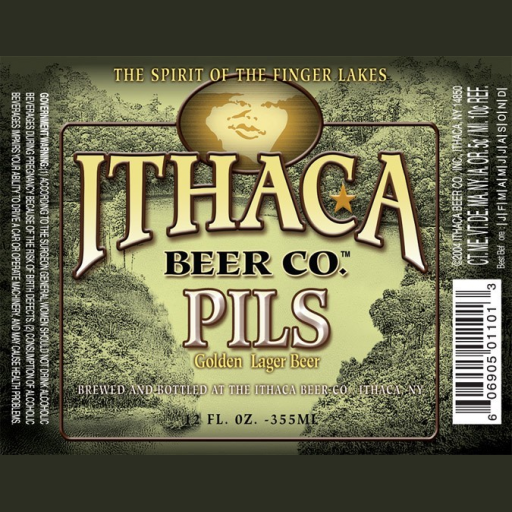 THE SPIRIT OF THE FINGER LAKES
ITHACA
BEER CO.™
PILS
Golden Lager Beer
BREWED AND BOTTLED AT THE ITHACA BEER CO. ITHACA, NY
12 FL. OZ. -355ML
GOVERNMENT WARNING: (1) ACCORDING TO THE SURGEON GENERAL, WOMEN SHOULD NOT DRINK ALCOHOLIC
BEVERAGES DURING PREGNANCY BECAUSE OF THE RISK OF BIRTH DEFECTS. (2) CONSUMPTION OF ALCOHOLIC
BEVERAGES IMPAIRS YOUR ABILITY TO DRIVE A CAR OR OPERATE MACHINERY, AND MAY CAUSE HEALTH PROBLEMS.
©2004 ITHACA BEER CO., INC., ITHACA, NY 14850
CT.ME.VT.DE.MA.NY.IA.OR.5¢ / MI. 10¢ REF.
|J|F|M|A|M|J|J|A|S|O|N|D|
6 06905 01101 3